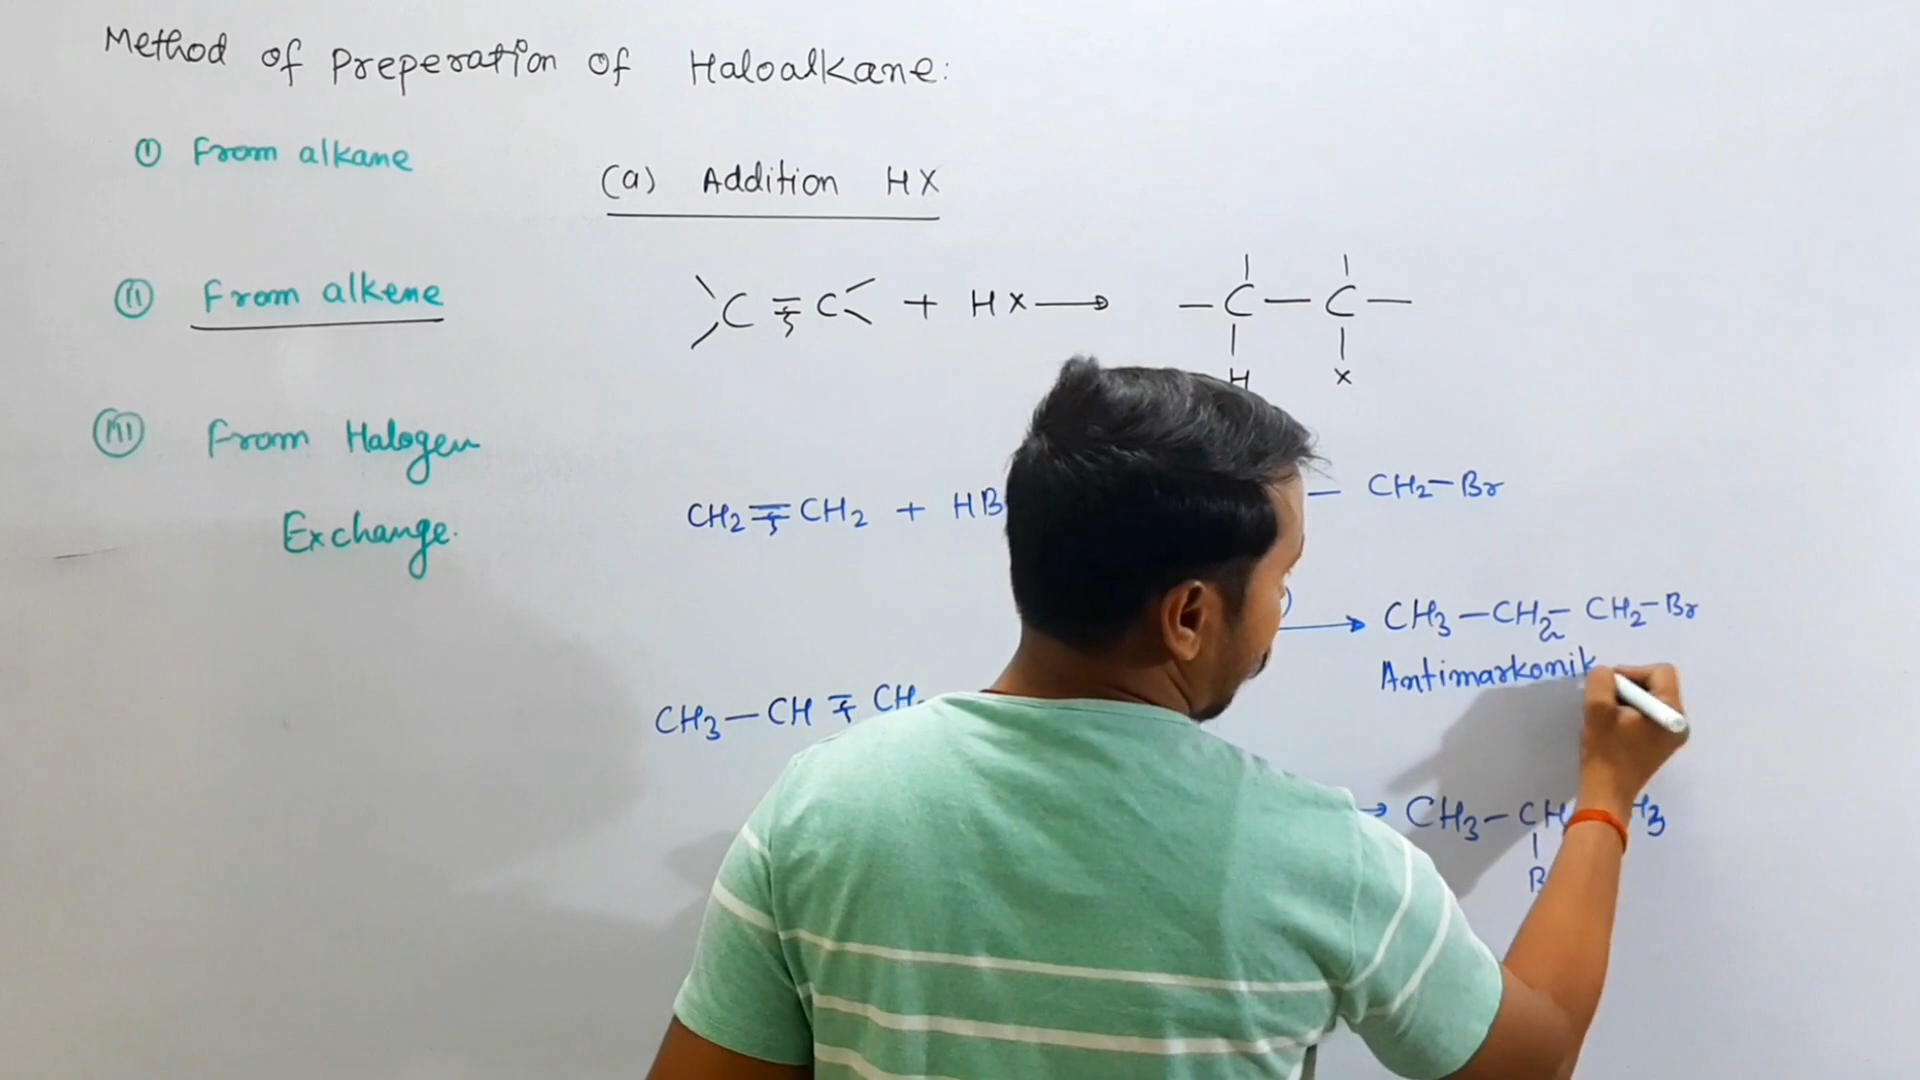 Method of Preperation of Haloalkane:
(I) From alkane
(a) Addition HX
(II) From alkene
C = C + HX → — C — C —
H X
(III) From Halogen
Exchange.
CH2=CH2 + HB — CH2-Br
→ CH3-CH2-CH2-Br
Antimarkonik
CH3-CH=CH
→ CH3-CH H3
B